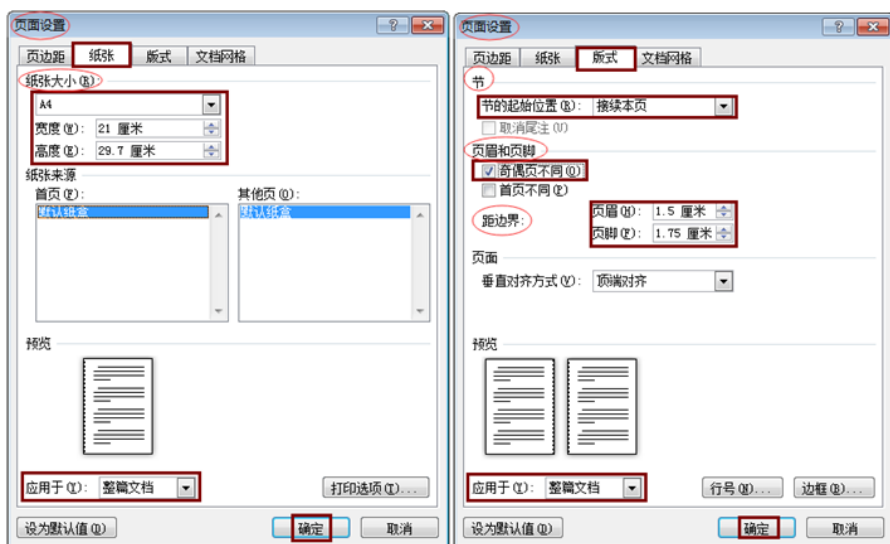 页面设置
页边距 纸张 版式 文档网格
纸张大小(R):
A4
宽度(W): 21 厘米
高度(E): 29.7 厘米
纸张来源
首页(F): 其他页(O):
默认纸盒 默认纸盒
预览
应用于(Y): 整篇文档 打印选项(T)...
设为默认值(D) 确定 取消
页面设置
页边距 纸张 版式 文档网格
节
节的起始位置(R): 接续本页
取消尾注(U)
页眉和页脚
奇偶页不同(O)
首页不同(P)
距边界: 页眉(H): 1.5 厘米
页脚(F): 1.75 厘米
页面
垂直对齐方式(V): 顶端对齐
预览
应用于(Y): 整篇文档 行号(N)... 边框(B)...
设为默认值(D) 确定 取消